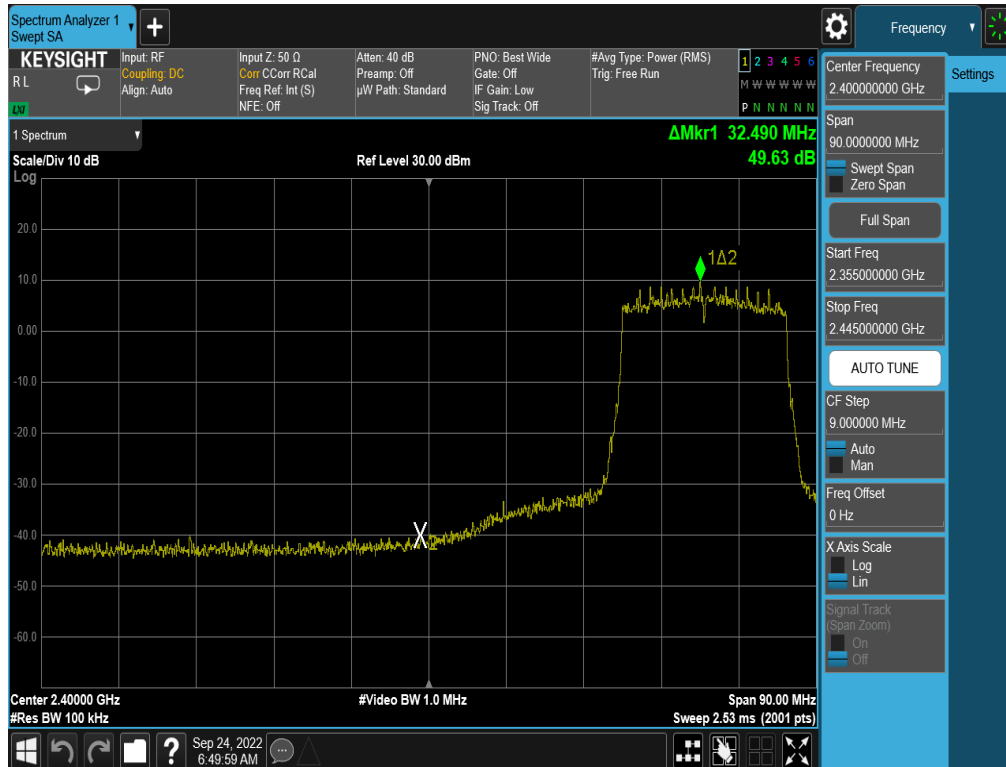 Spectrum Analyzer 1
Swept SA
+
Frequency
KEYSIGHT
R L
LXI
Input: RF
Coupling: DC
Align: Auto
Input Z: 50 Ω
Corr CCorr RCal
Freq Ref: Int (S)
NFE: Off
Atten: 40 dB
Preamp: Off
µW Path: Standard
PNO: Best Wide
Gate: Off
IF Gain: Low
Sig Track: Off
#Avg Type: Power (RMS)
Trig: Free Run
1 2 3 4 5 6
M W W W W W
P N N N N N
Center Frequency
2.400000000 GHz
Settings
Span
90.0000000 MHz
Swept Span
Zero Span
Full Span
Start Freq
2.355000000 GHz
Stop Freq
2.445000000 GHz
AUTO TUNE
CF Step
9.000000 MHz
Auto
Man
Freq Offset
0 Hz
X Axis Scale
Log
Lin
Signal Track
(Span Zoom)
On
Off
1 Spectrum
ΔMkr1 32.490 MHz
Scale/Div 10 dB
Ref Level 30.00 dBm
49.63 dB
Log
20.0
10.0
0.00
-10.0
-20.0
-30.0
-40.0
-50.0
-60.0
1Δ2
X2
Center 2.40000 GHz
#Video BW 1.0 MHz
Span 90.00 MHz
#Res BW 100 kHz
Sweep 2.53 ms (2001 pts)
?
Sep 24, 2022
6:49:59 AM